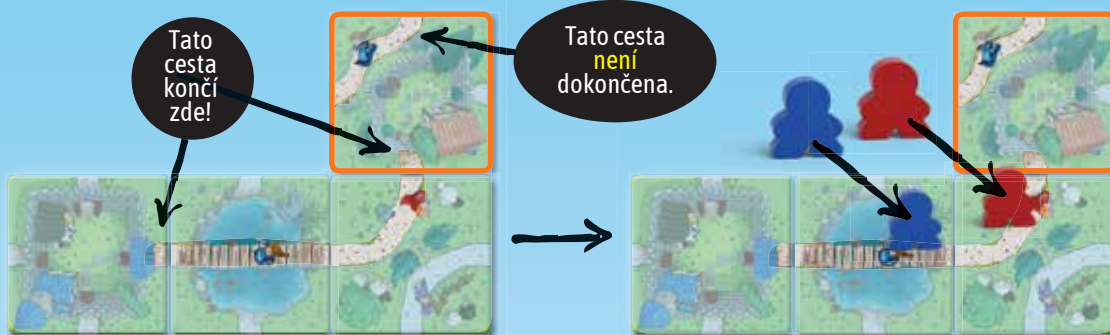 Tato
cesta
končí
zde!
Tato cesta
není
dokončena.